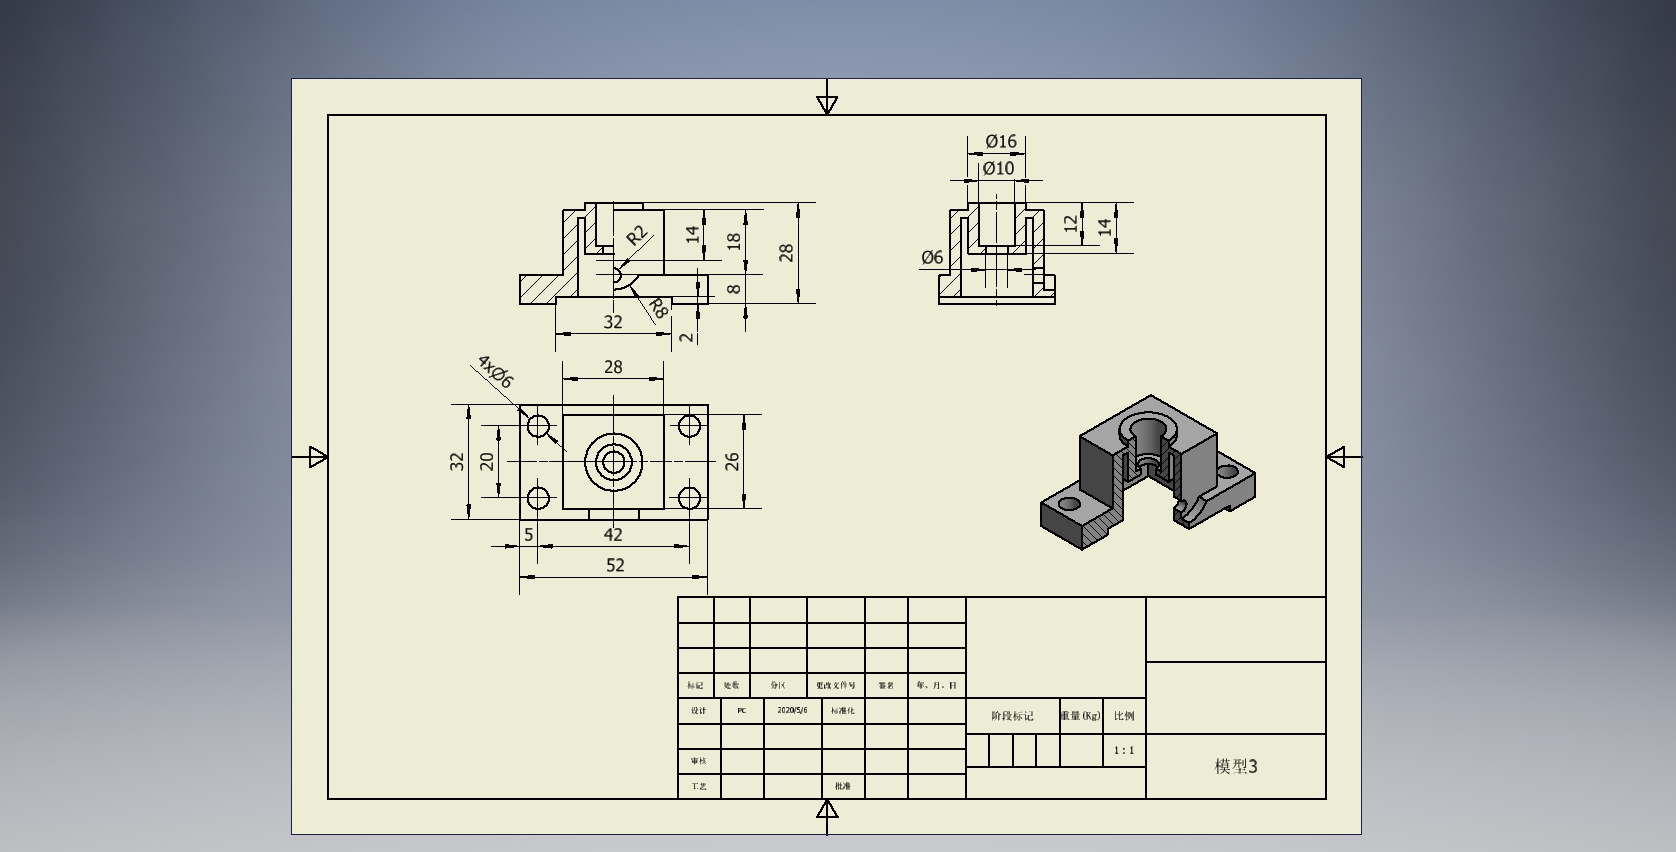 Ø16
Ø10
R2
14
18
28
12
14
Ø6
8
R8
32
2
4xØ6
28
32
20
26
5
42
52
标记 处数 分区 更改文件号 签名 年、月、日
设计 PC 2020/5/6 标准化 阶段标记 重量(Kg) 比例
1:1
审核 模型3
工艺 批准